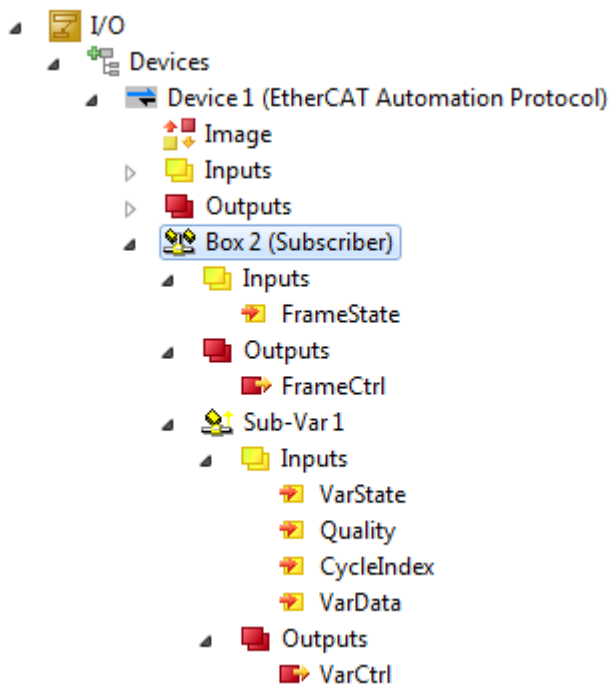 I/O
Devices
Device 1 (EtherCAT Automation Protocol)
Image
Inputs
Outputs
Box 2 (Subscriber)
Inputs
FrameState
Outputs
FrameCtrl
Sub-Var 1
Inputs
VarState
Quality
CycleIndex
VarData
Outputs
VarCtrl